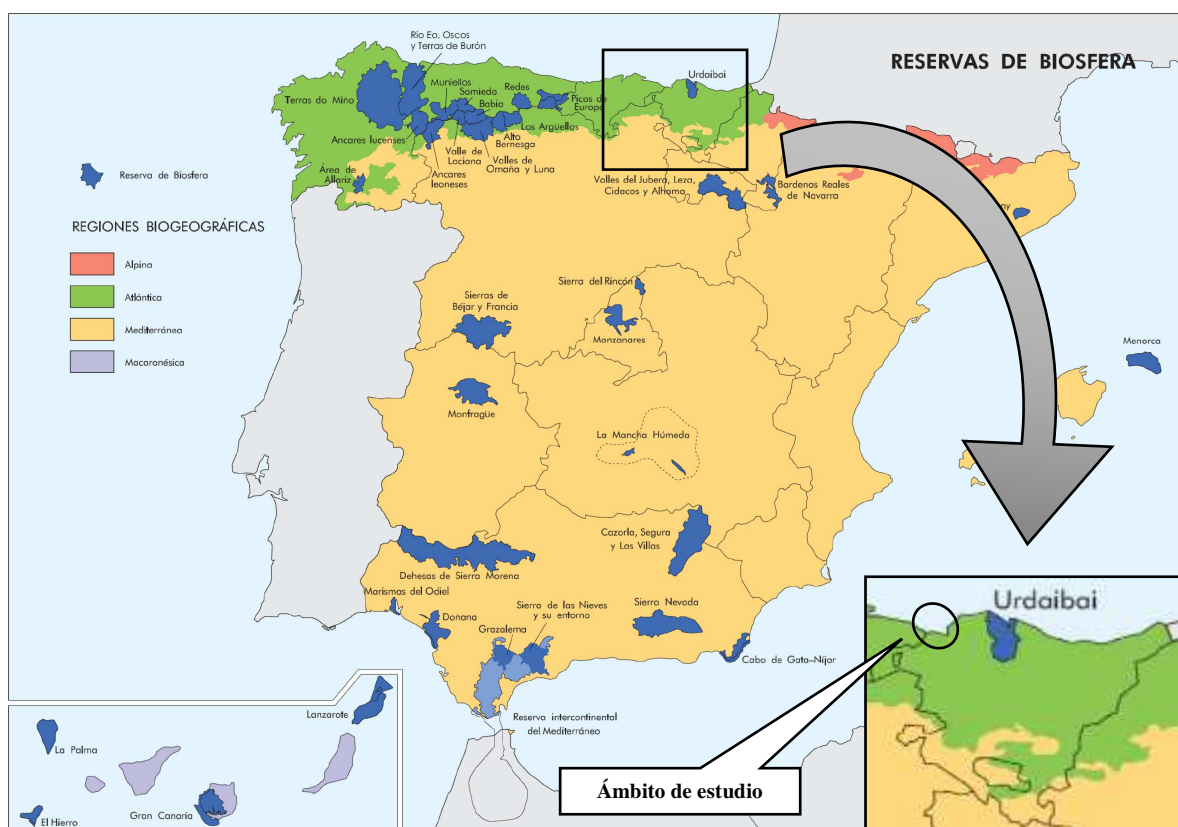 RESERVAS DE BIOSFERA
Río Eo, Oscos
y Terras de Burón
Muniellos
Somiedo
Redes
Babia
Picos de
Europa
Urdaibai
Terras do Mino
Los Argüellos
Ancares lucenses
Alto
Bernesga
Valle de
Laciana
Valles de
Omaña y Luna
Ancares
leoneses
Área de
Allariz
Reserva de Biosfera
Valles del Jubera, Leza,
Cidacos y Alhama
Bardenas Reales
de Navarra
ny
REGIONES BIOGEOGRÁFICAS
Alpina
Atlántica
Mediterránea
Macaronésica
Sierra del Rincón
Sierras de
Béjar y Francia
Manzanares
Menorca
Monfragüe
La Mancha Húmeda
Cazorla, Segura
y Las Villas
Dehesas de Sierra Morena
Marismas del Odiel
Sierra de las Nieves
y su entorno
Sierra Nevada
Doñana
Grazalema
Cabo de Gata-Níjar
Reserva intercontinental
del Mediterráneo
Lanzarote
La Palma
El Hierro
Gran Canaria
Urdaibai
Ámbito de estudio